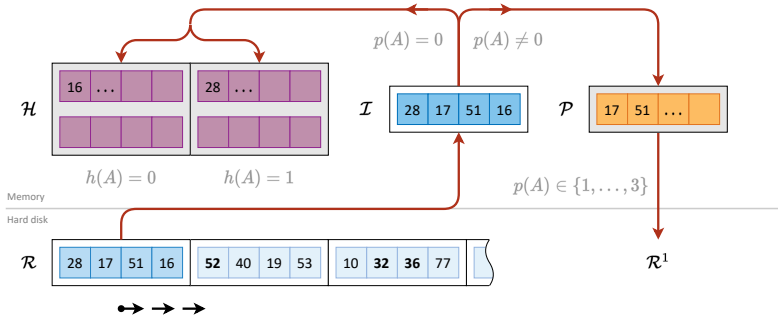 p(A) = 0
p(A) ≠ 0
ℋ
16 ...
28 ...
ℐ
28 17 51 16
𝒫
17 51 ...
h(A) = 0
h(A) = 1
p(A) ∈ {1, . . . , 3}
Memory
Hard disk
ℛ
28 17 51 16
52 40 19 53
10 32 36 77
ℛ¹